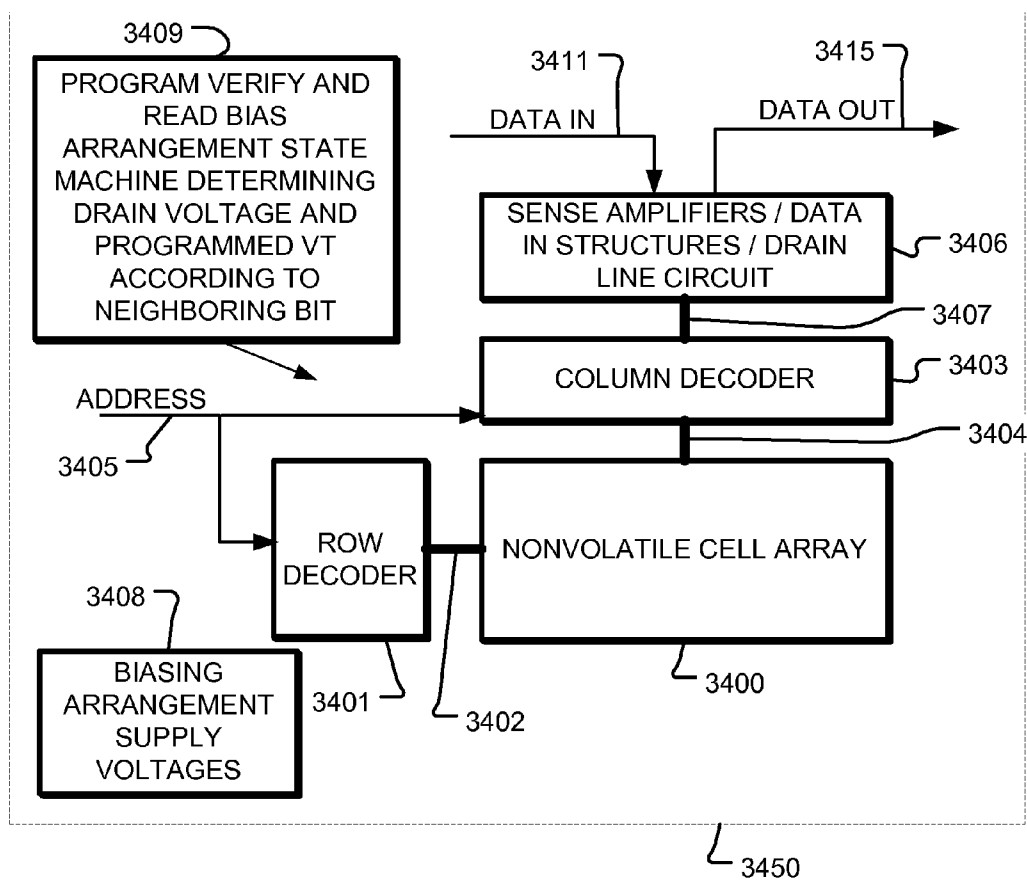 3409
PROGRAM VERIFY AND
READ BIAS
ARRANGEMENT STATE
MACHINE DETERMINING
DRAIN VOLTAGE AND
PROGRAMMED VT
ACCORDING TO
NEIGHBORING BIT
3411
DATA IN
3415
DATA OUT
SENSE AMPLIFIERS / DATA
IN STRUCTURES / DRAIN
LINE CIRCUIT
3406
3407
COLUMN DECODER
3403
ADDRESS
3405
3404
ROW
DECODER
3401
3402
NONVOLATILE CELL ARRAY
3400
3408
BIASING
ARRANGEMENT
SUPPLY
VOLTAGES
3450